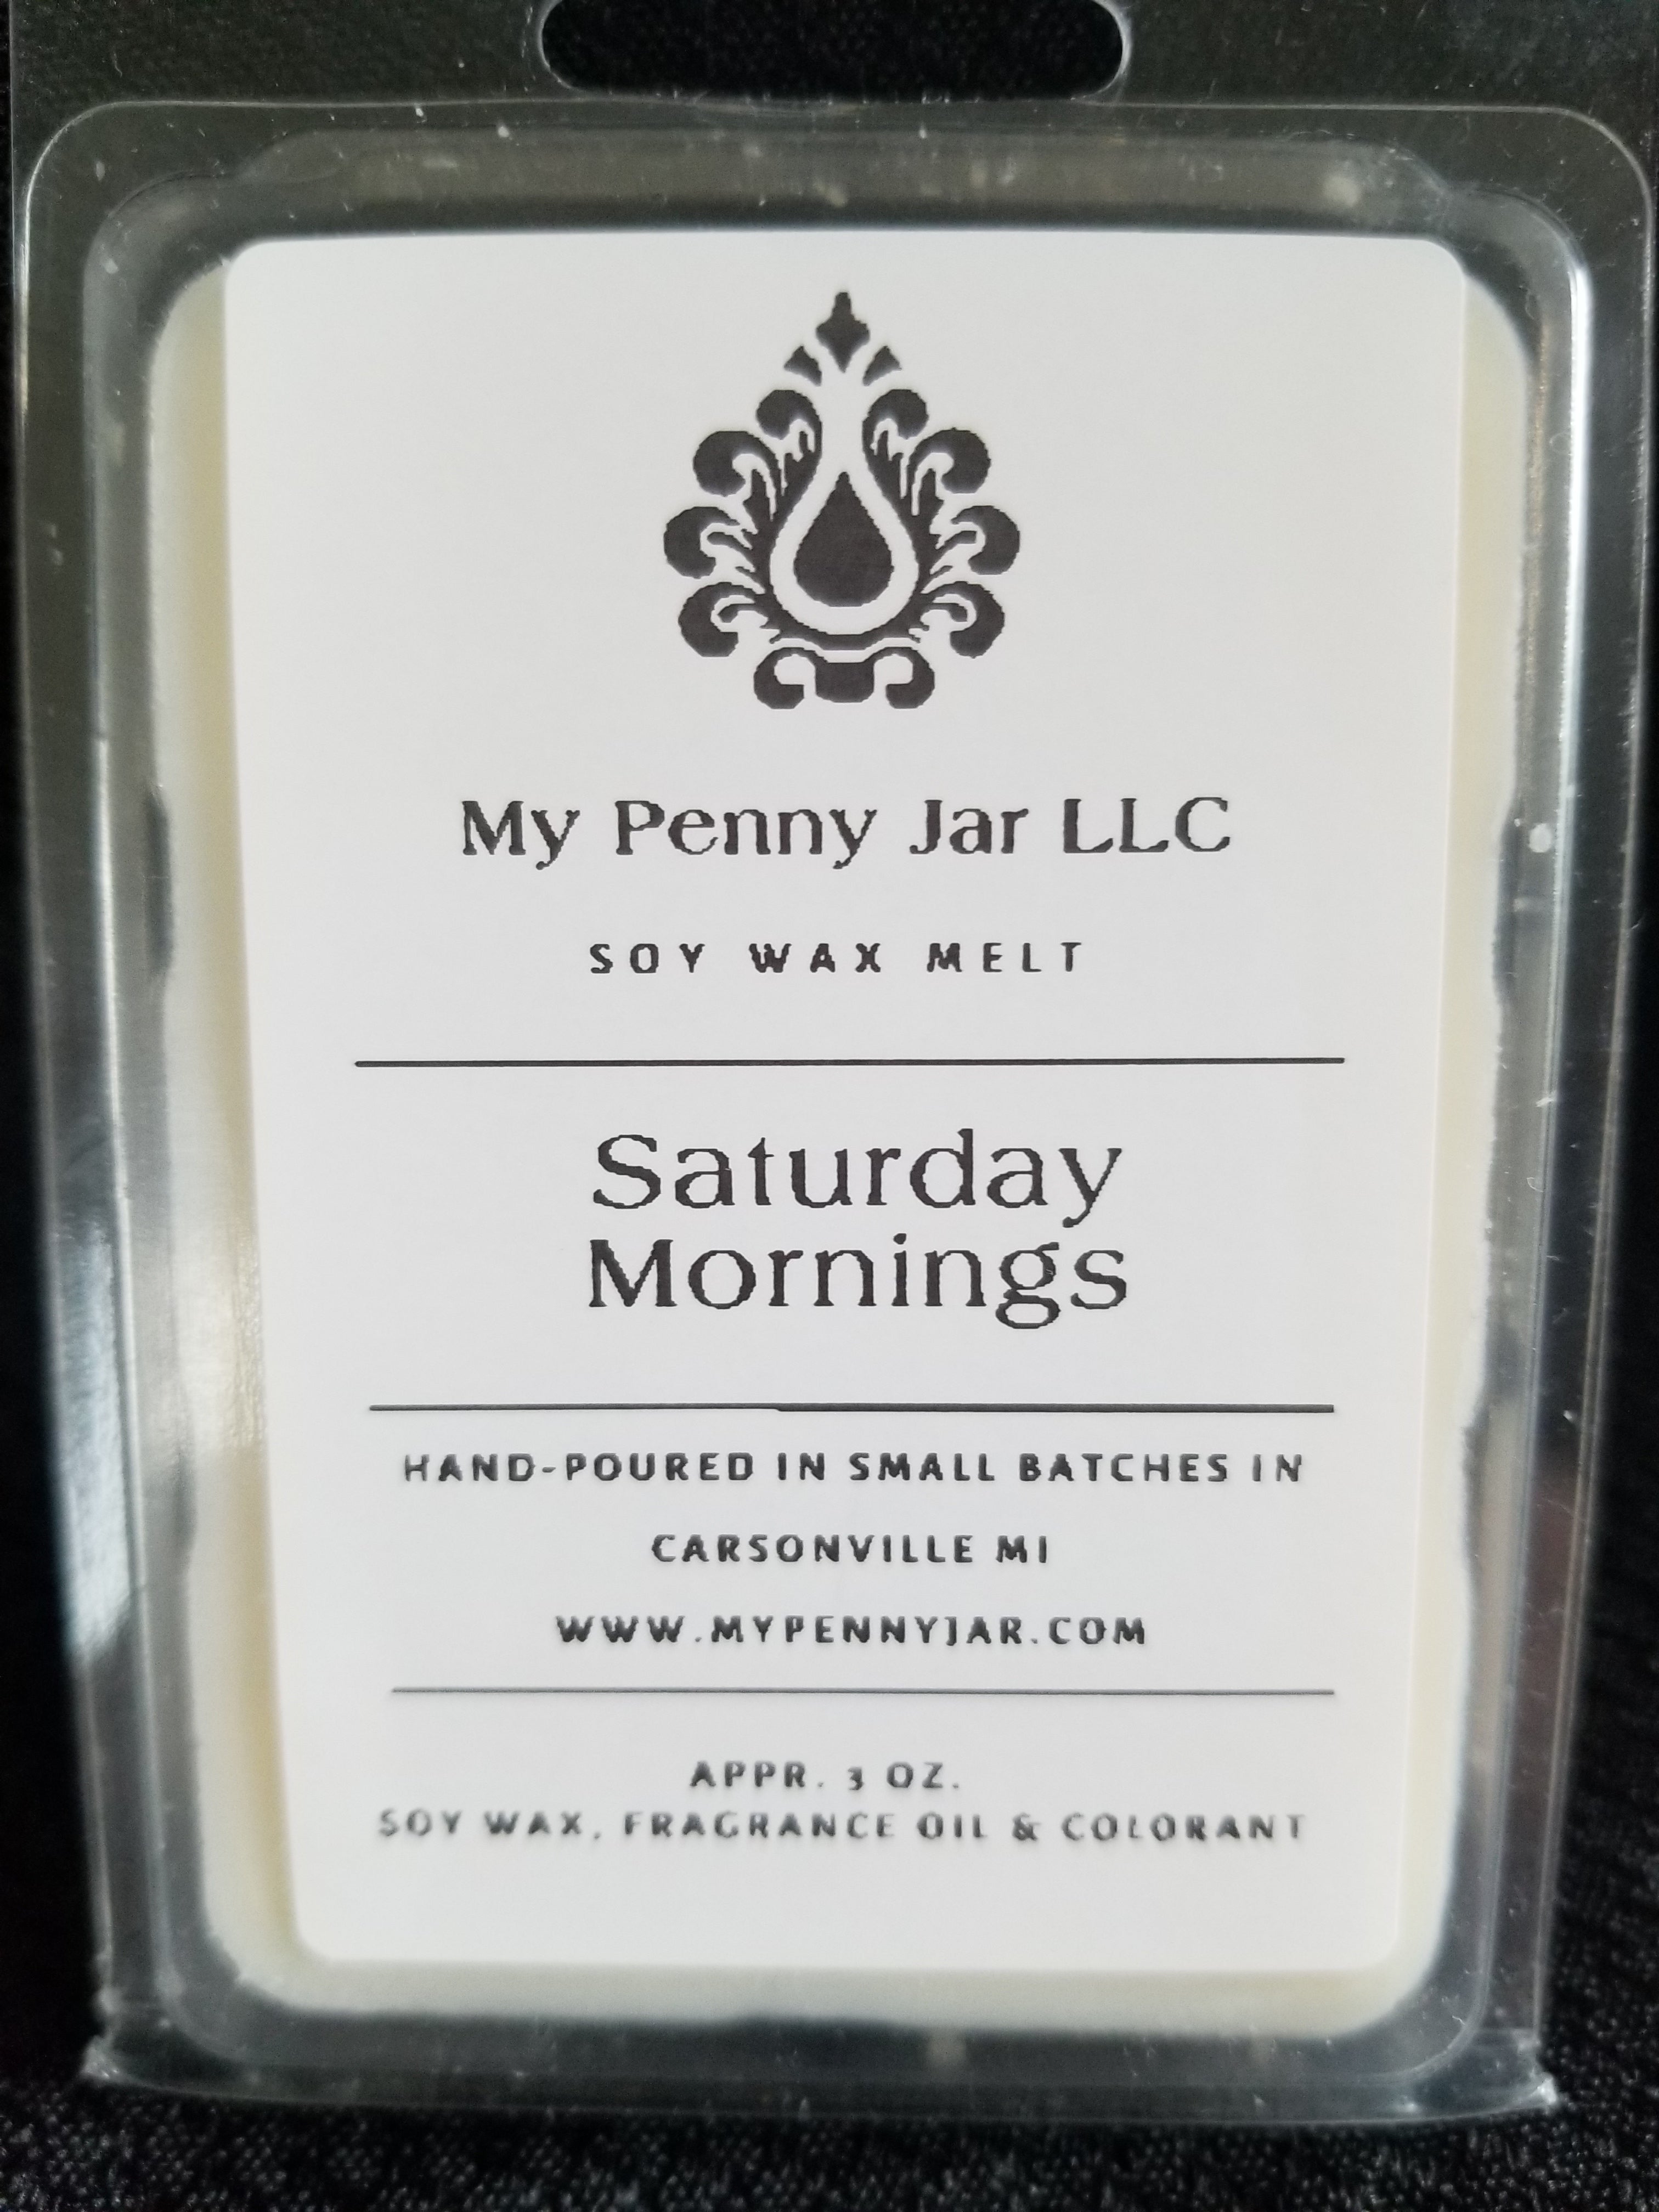 My Penny Jar LLC
SOY WAX MELT
Saturday
Mornings
HAND-POURED IN SMALL BATCHES IN
CARSONVILLE MI
WWW.MYPENNYJAR.COM
APPR. 3 OZ.
SOY WAX, FRAGRANCE OIL & COLORANT